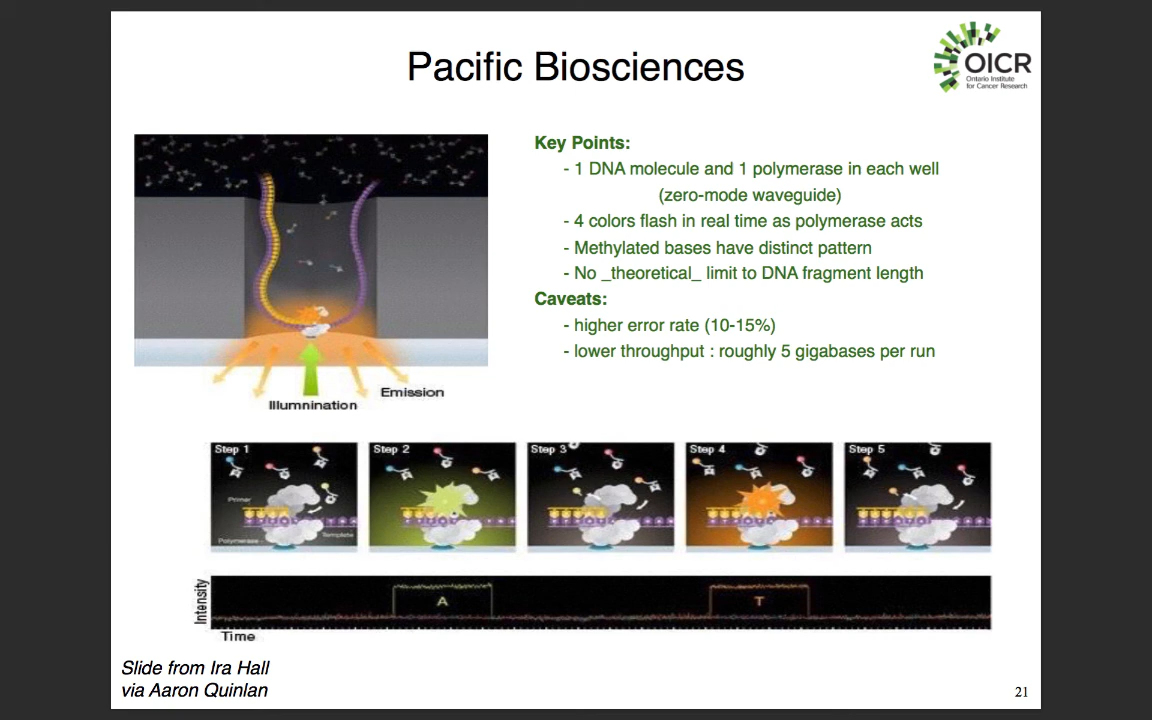 Pacific Biosciences
OICR
Ontario Institute
for Cancer Research
Key Points:
- 1 DNA molecule and 1 polymerase in each well
(zero-mode waveguide)
- 4 colors flash in real time as polymerase acts
- Methylated bases have distinct pattern
- No _theoretical_ limit to DNA fragment length
Caveats:
- higher error rate (10-15%)
- lower throughput : roughly 5 gigabases per run
Emission
Illumnination
Step 1
Primer
Template
Polymerase
Step 2
Step 3
Step 4
Step 5
Intensity
A
T
Time
Slide from Ira Hall
via Aaron Quinlan
21